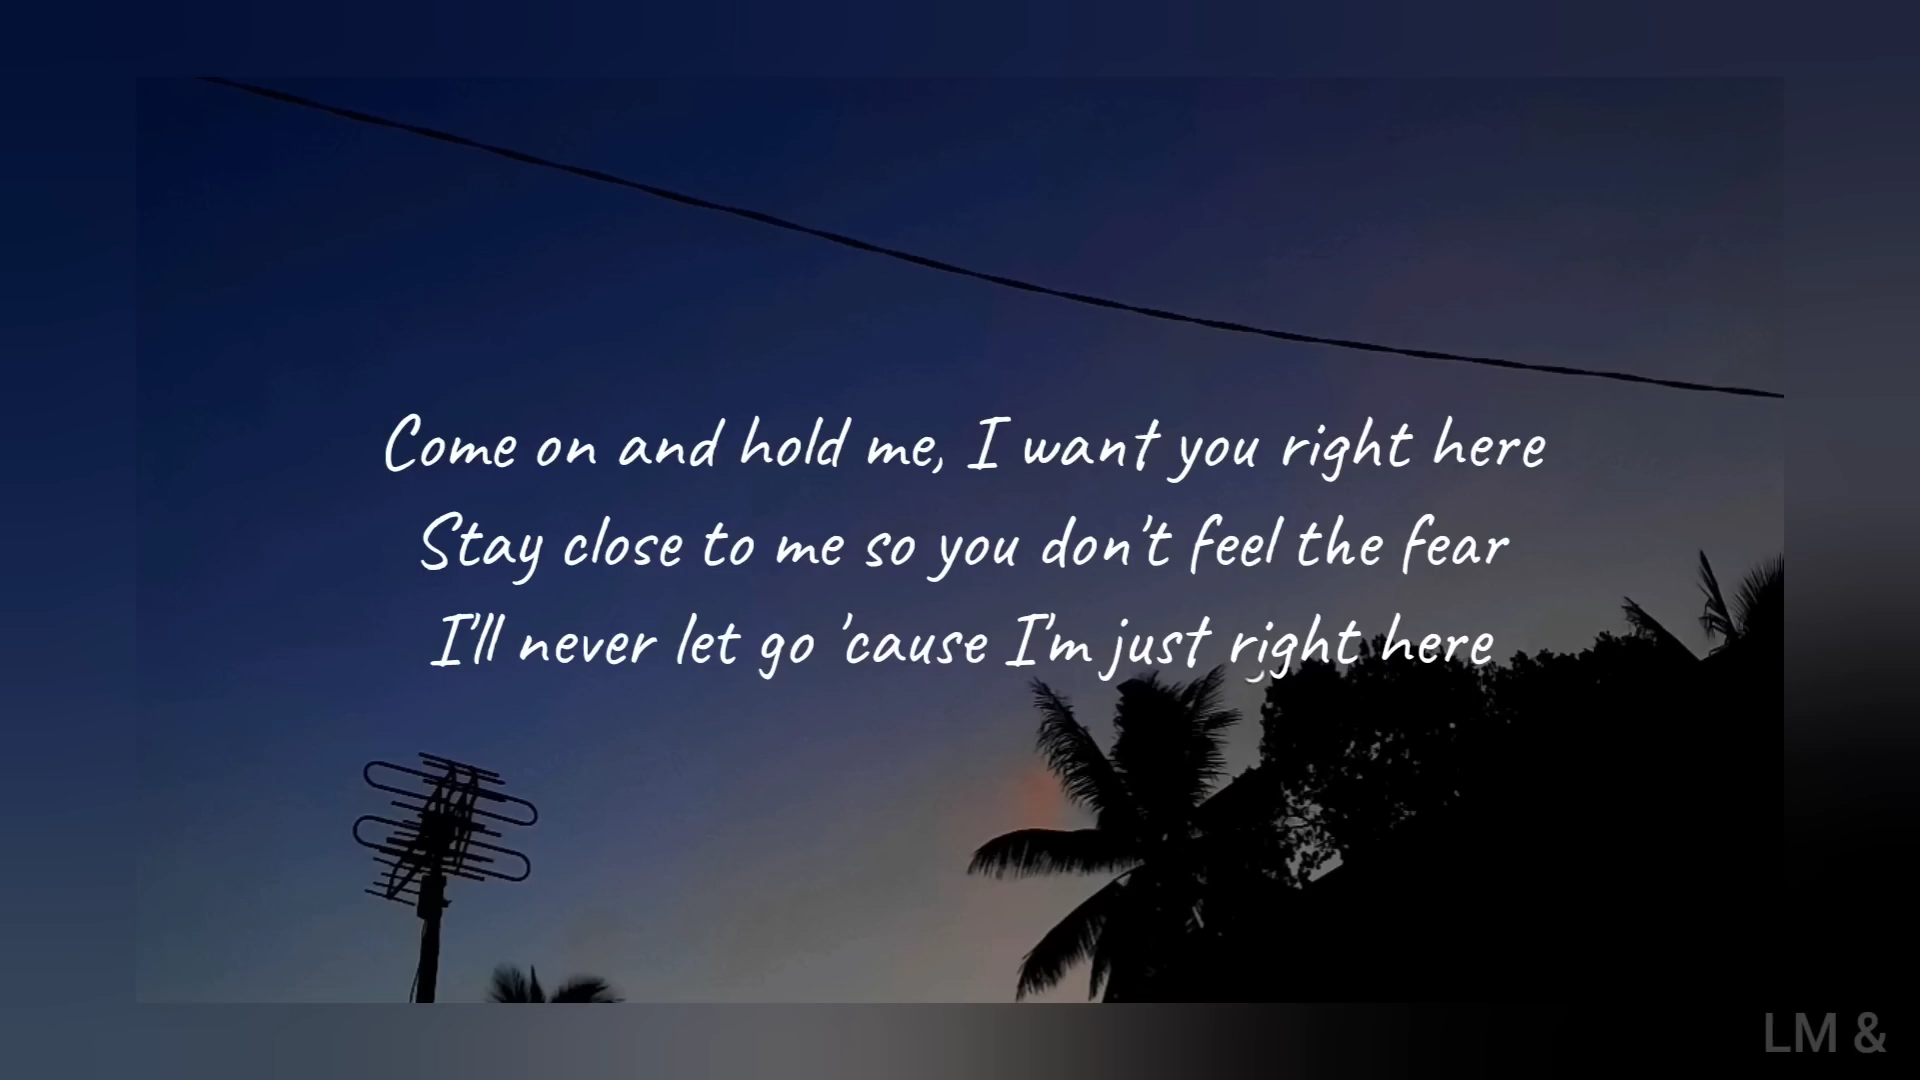 Come on and hold me, I want you right here
Stay close to me so you don't feel the fear
I'll never let go 'cause I'm just right here
LM &